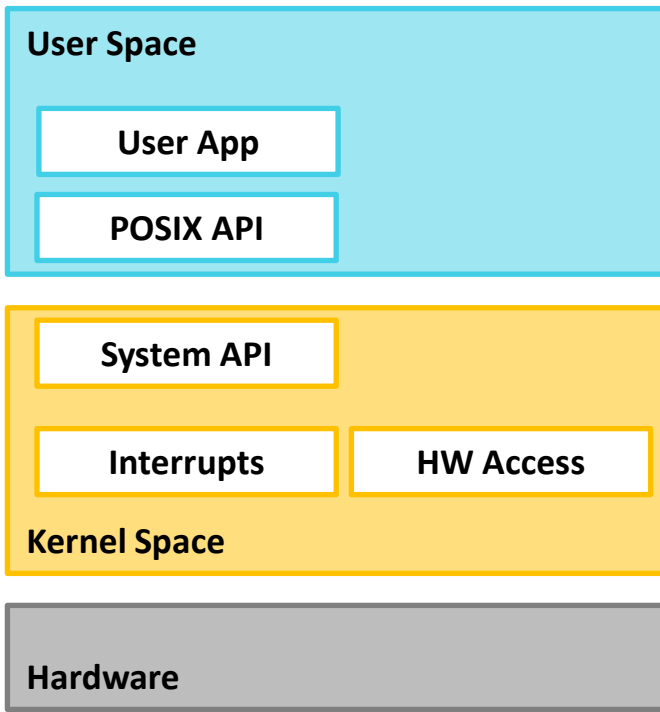 User Space
User App
POSIX API
System API
Interrupts
HW Access
Kernel Space
Hardware